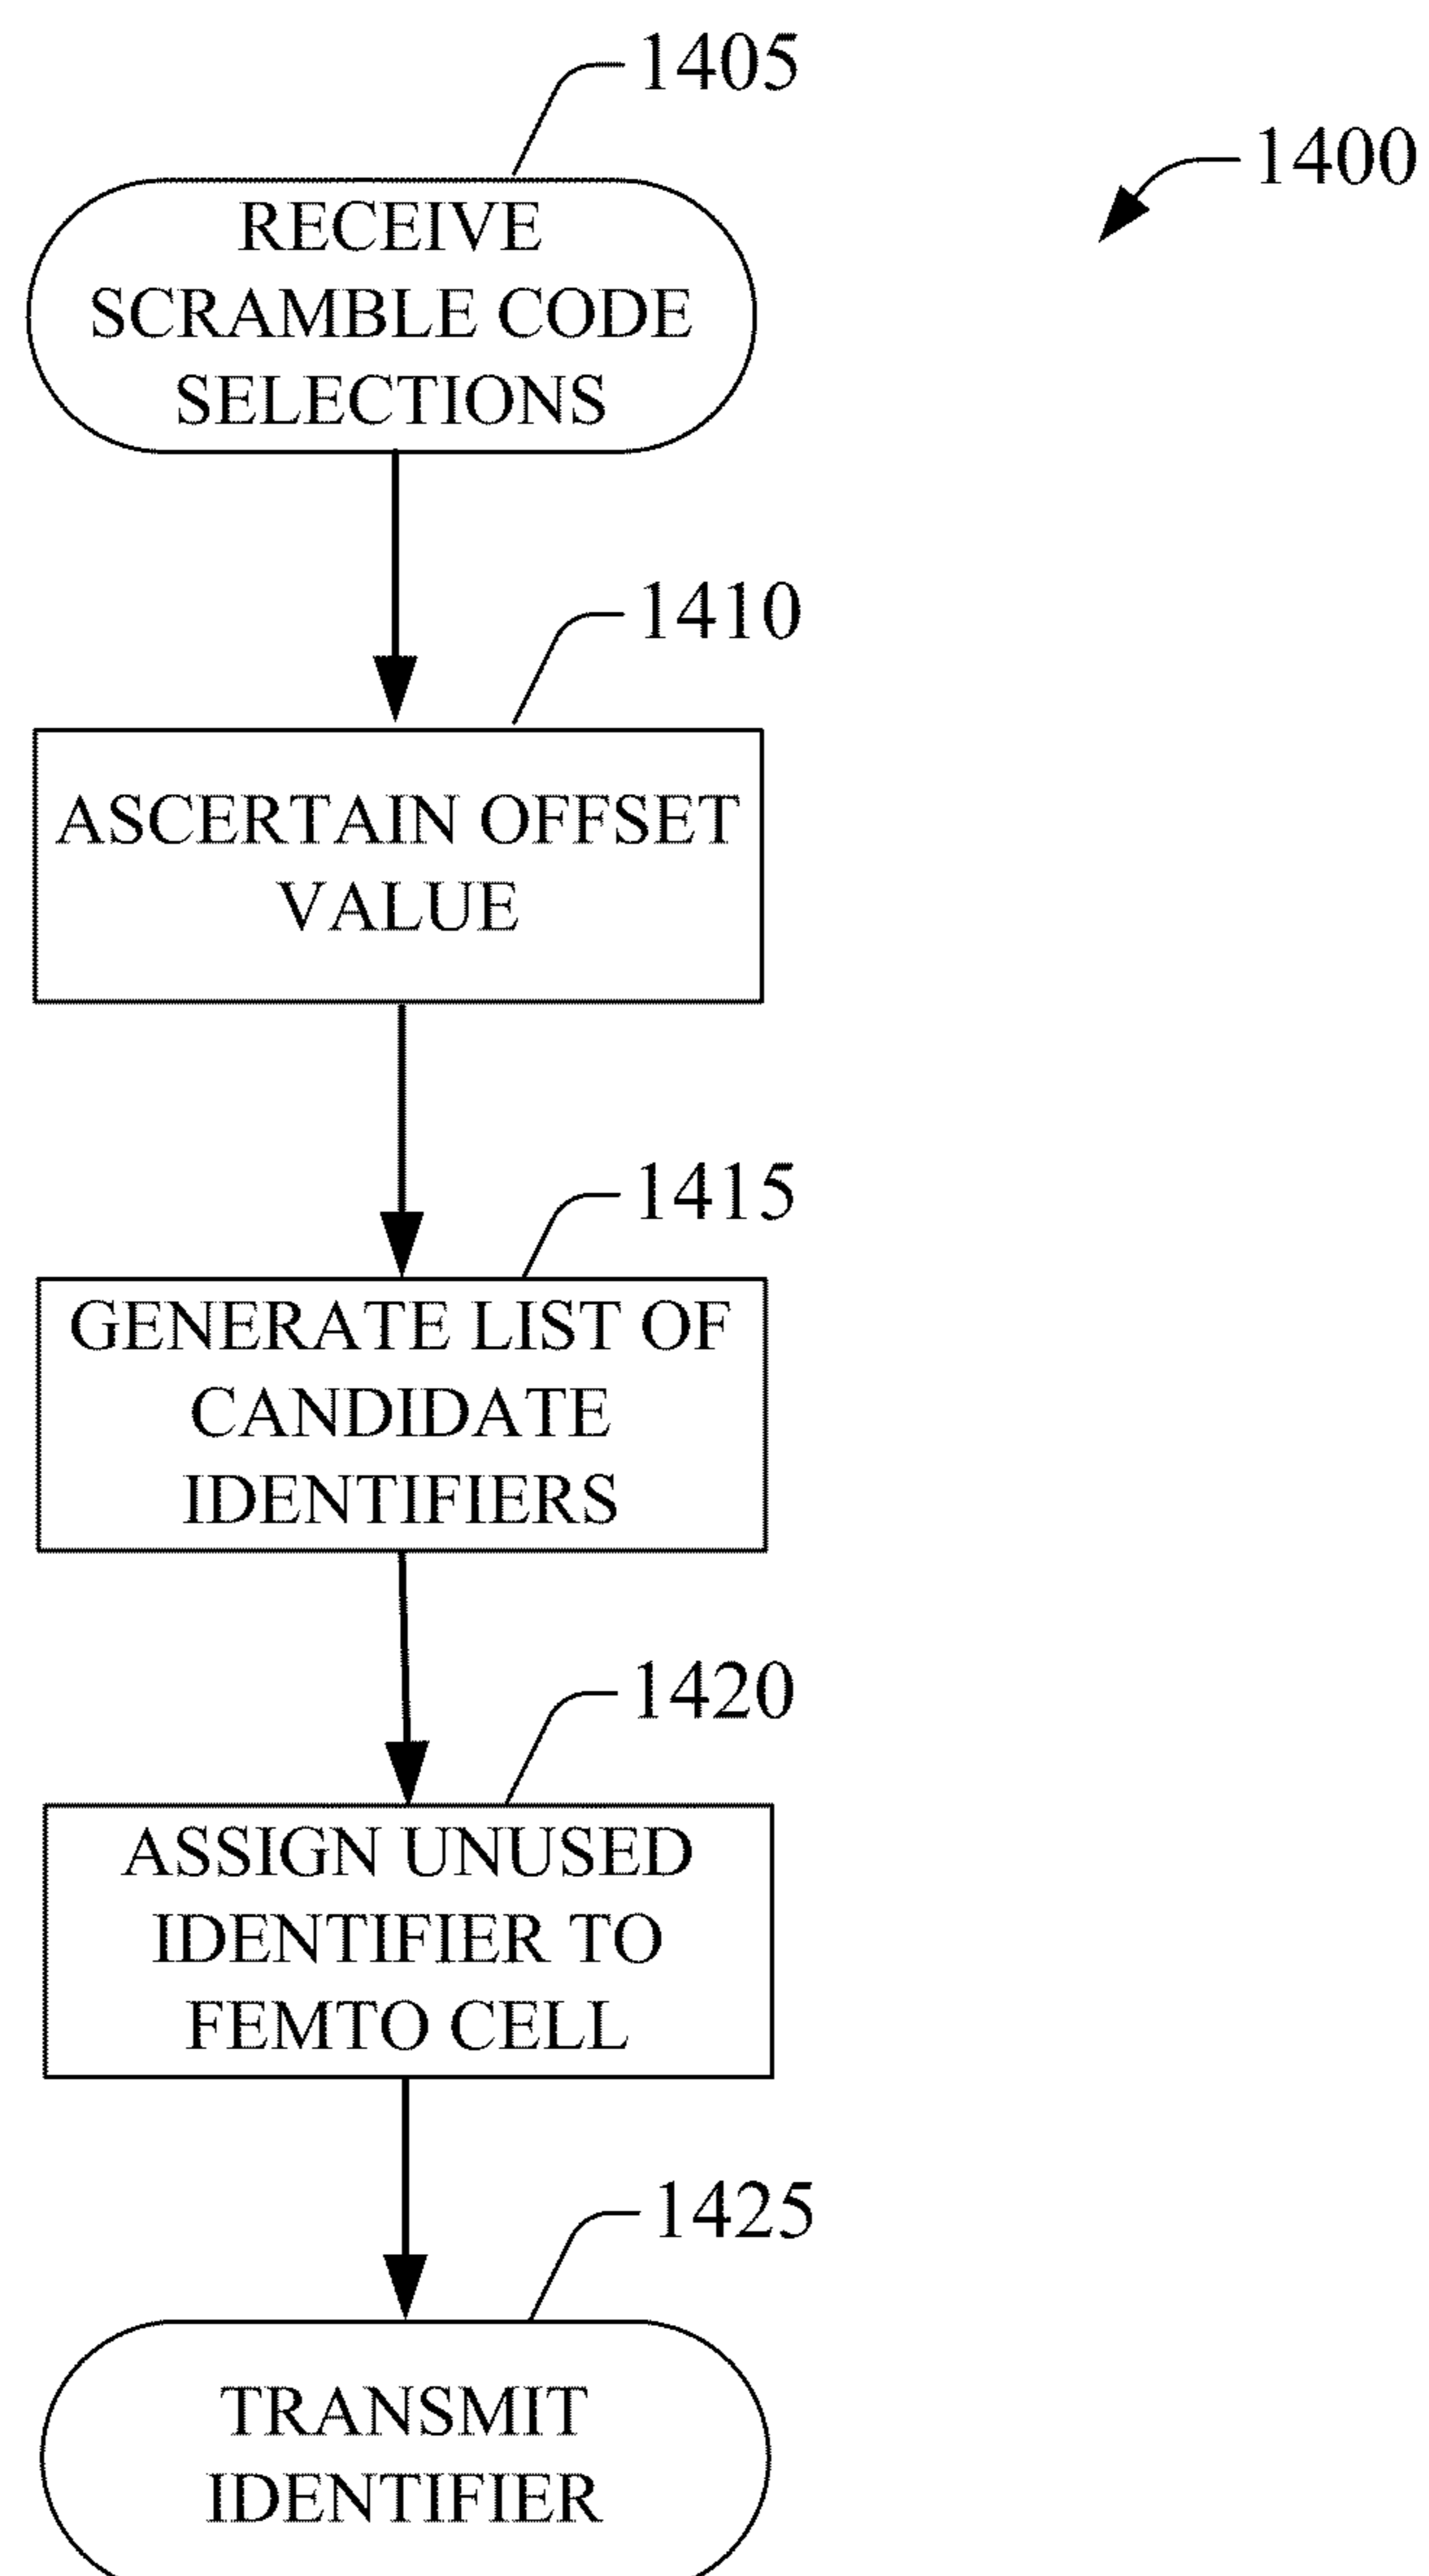 1405
1400
RECEIVE
SCRAMBLE CODE
SELECTIONS
1410
ASCERTAIN OFFSET
VALUE
1415
GENERATE LIST OF
CANDIDATE
IDENTIFIERS
1420
ASSIGN UNUSED
IDENTIFIER TO
FEMTO CELL
1425
TRANSMIT
IDENTIFIER